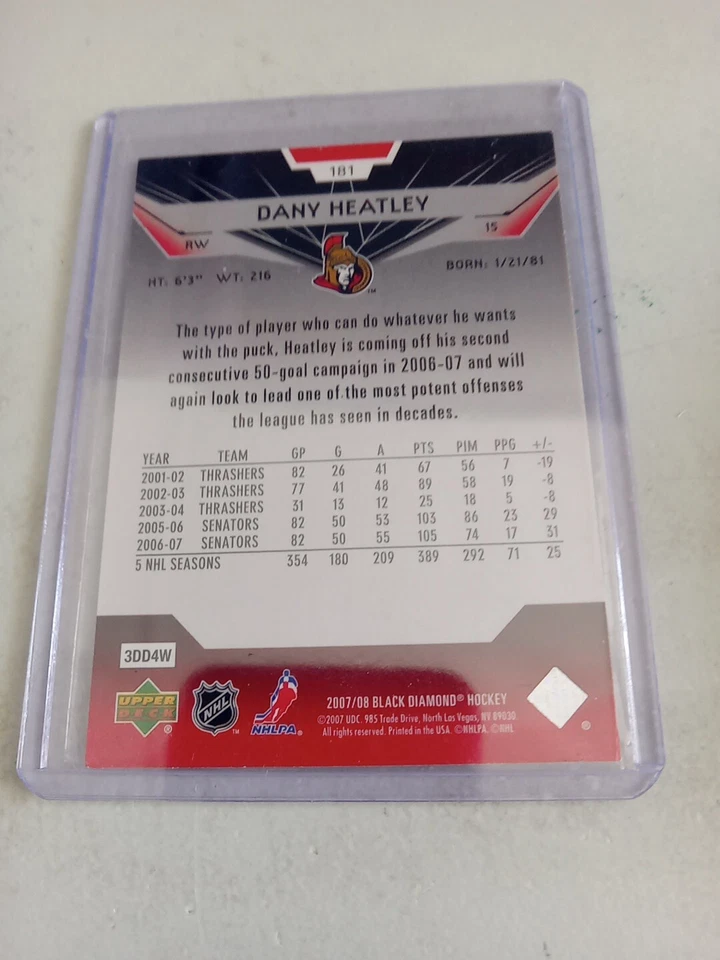 181
DANY HEATLEY
RW
15
HT: 6'3" WT: 216
BORN: 1/21/81
TM
The type of player who can do whatever he wants
with the puck, Heatley is coming off his second
consecutive 50-goal campaign in 2006-07 and will
again look to lead one of the most potent offenses
the league has seen in decades.
YEAR TEAM GP G A PTS PIM PPG +/-
2001-02 THRASHERS 82 26 41 67 56 7 -19
2002-03 THRASHERS 77 41 48 89 58 19 -8
2003-04 THRASHERS 31 13 12 25 18 5 -8
2005-06 SENATORS 82 50 53 103 86 23 29
2006-07 SENATORS 82 50 55 105 74 17 31
5 NHL SEASONS 354 180 209 389 292 71 25
3DD4W
UPPER
DECK
®
NHL
TM
NHLPA®
2007/08 BLACK DIAMOND® HOCKEY
©2007 UDC. 985 Trade Drive, North Las Vegas, NV 89030.
All rights reserved. Printed in the USA. ©NHLPA. ©NHL
®